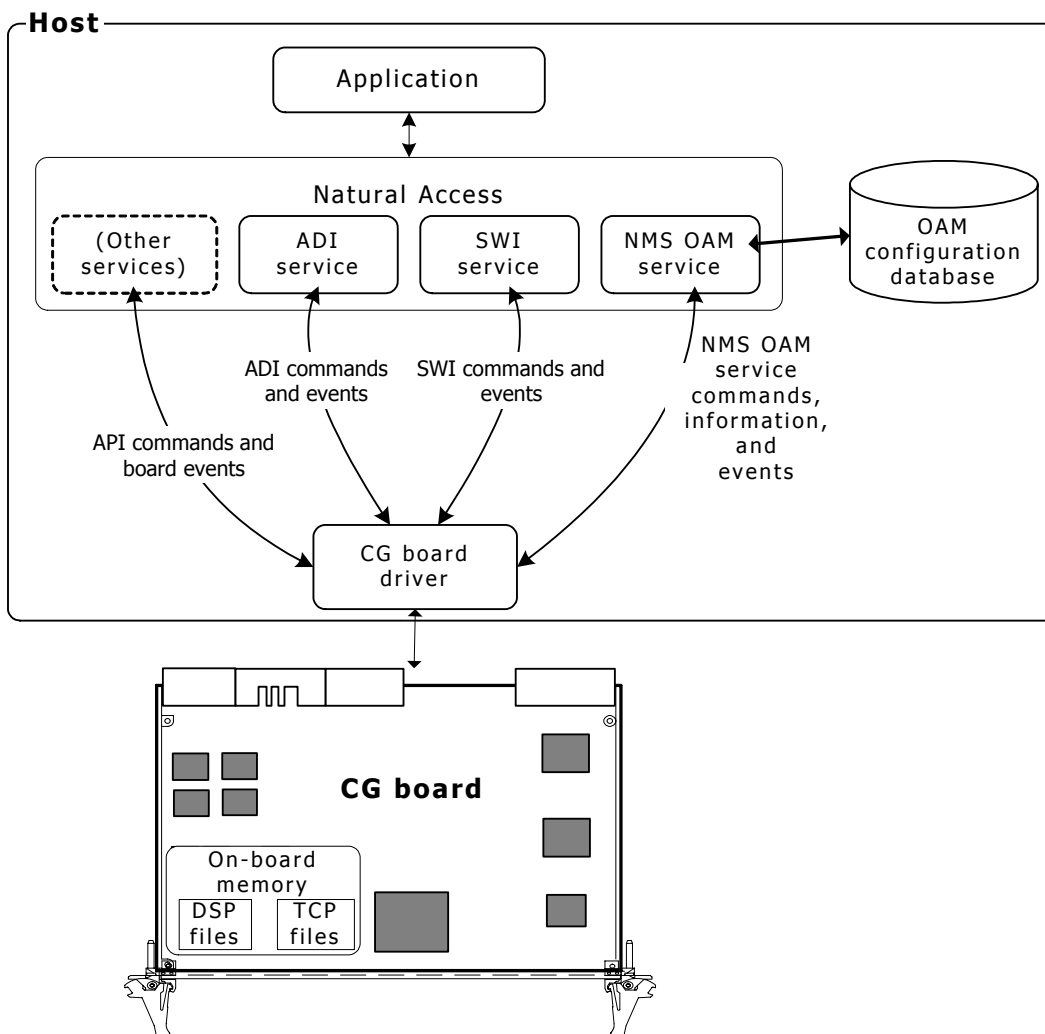 Host
Application
Natural Access
(Other
services)
ADI
service
SWI
service
NMS OAM
service
OAM
configuration
database
ADI commands
and events
SWI commands and
events
NMS OAM
service
commands,
information,
and
events
API commands and
board events
CG board
driver
CG board
On-board
memory
DSP
files
TCP
files